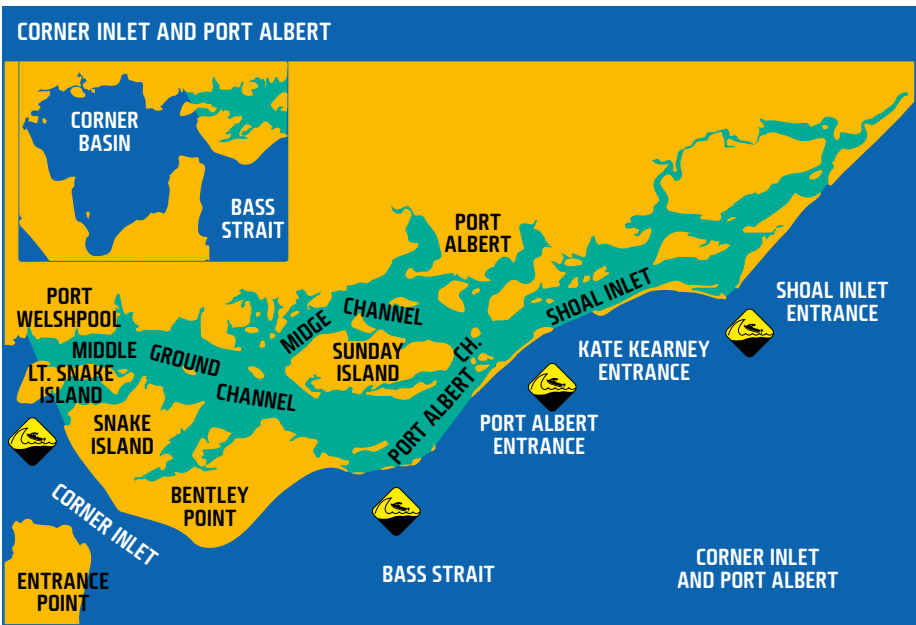 CORNER INLET AND PORT ALBERT
CORNER
BASIN
BASS
STRAIT
PORT
ALBERT
PORT
WELSHPOOL
MIDGE CHANNEL
SHOAL INLET
SHOAL INLET
ENTRANCE
MIDDLE GROUND
CHANNEL
SUNDAY
ISLAND
PORT ALBERT CH.
KATE KEARNEY
ENTRANCE
LT. SNAKE
ISLAND
SNAKE
ISLAND
PORT ALBERT
ENTRANCE
BENTLEY
POINT
CORNER INLET
BASS STRAIT
CORNER INLET
AND PORT ALBERT
ENTRANCE
POINT